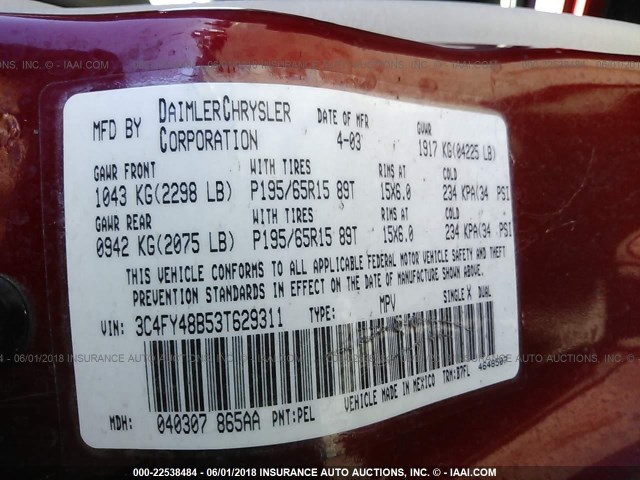 MFD BY DAIMLERCHRYSLER CORPORATION DATE OF MFR 4-03 GVWR 1917 KG(04225 LB)
GAWR FRONT WITH TIRES RIMS AT COLD
1043 KG(2298 LB) P195/65R15 89T 15X6.0 234 KPA(34 PSI
GAWR REAR WITH TIRES RIMS AT COLD
0942 KG(2075 LB) P195/65R15 89T 15X6.0 234 KPA(34 PSI
THIS VEHICLE CONFORMS TO ALL APPLICABLE FEDERAL MOTOR VEHICLE SAFETY AND THEFT
PREVENTION STANDARDS IN EFFECT ON THE DATE OF MANUFACTURE SHOWN ABOVE.
VIN: 3C4FY48B53T629311 TYPE: MPV SINGLE X DUAL
MDH: 040307 865AA PNT:PEL VEHICLE MADE IN MEXICO TRM:B7FL
000-22538484 - 06/01/2018 INSURANCE AUTO AUCTIONS, INC. - © IAAI.COM